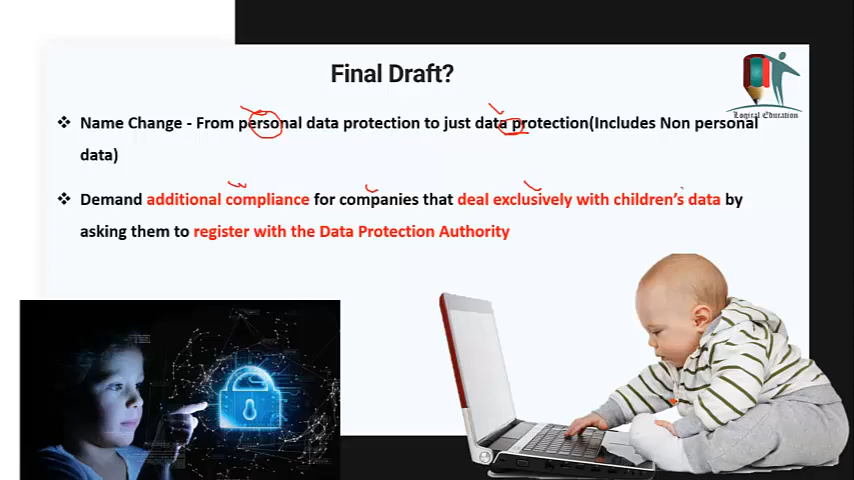 Final Draft?
Logical Education
❖ Name Change - From personal data protection to just data protection(Includes Non personal
data)
❖ Demand additional compliance for companies that deal exclusively with children's data by
asking them to register with the Data Protection Authority